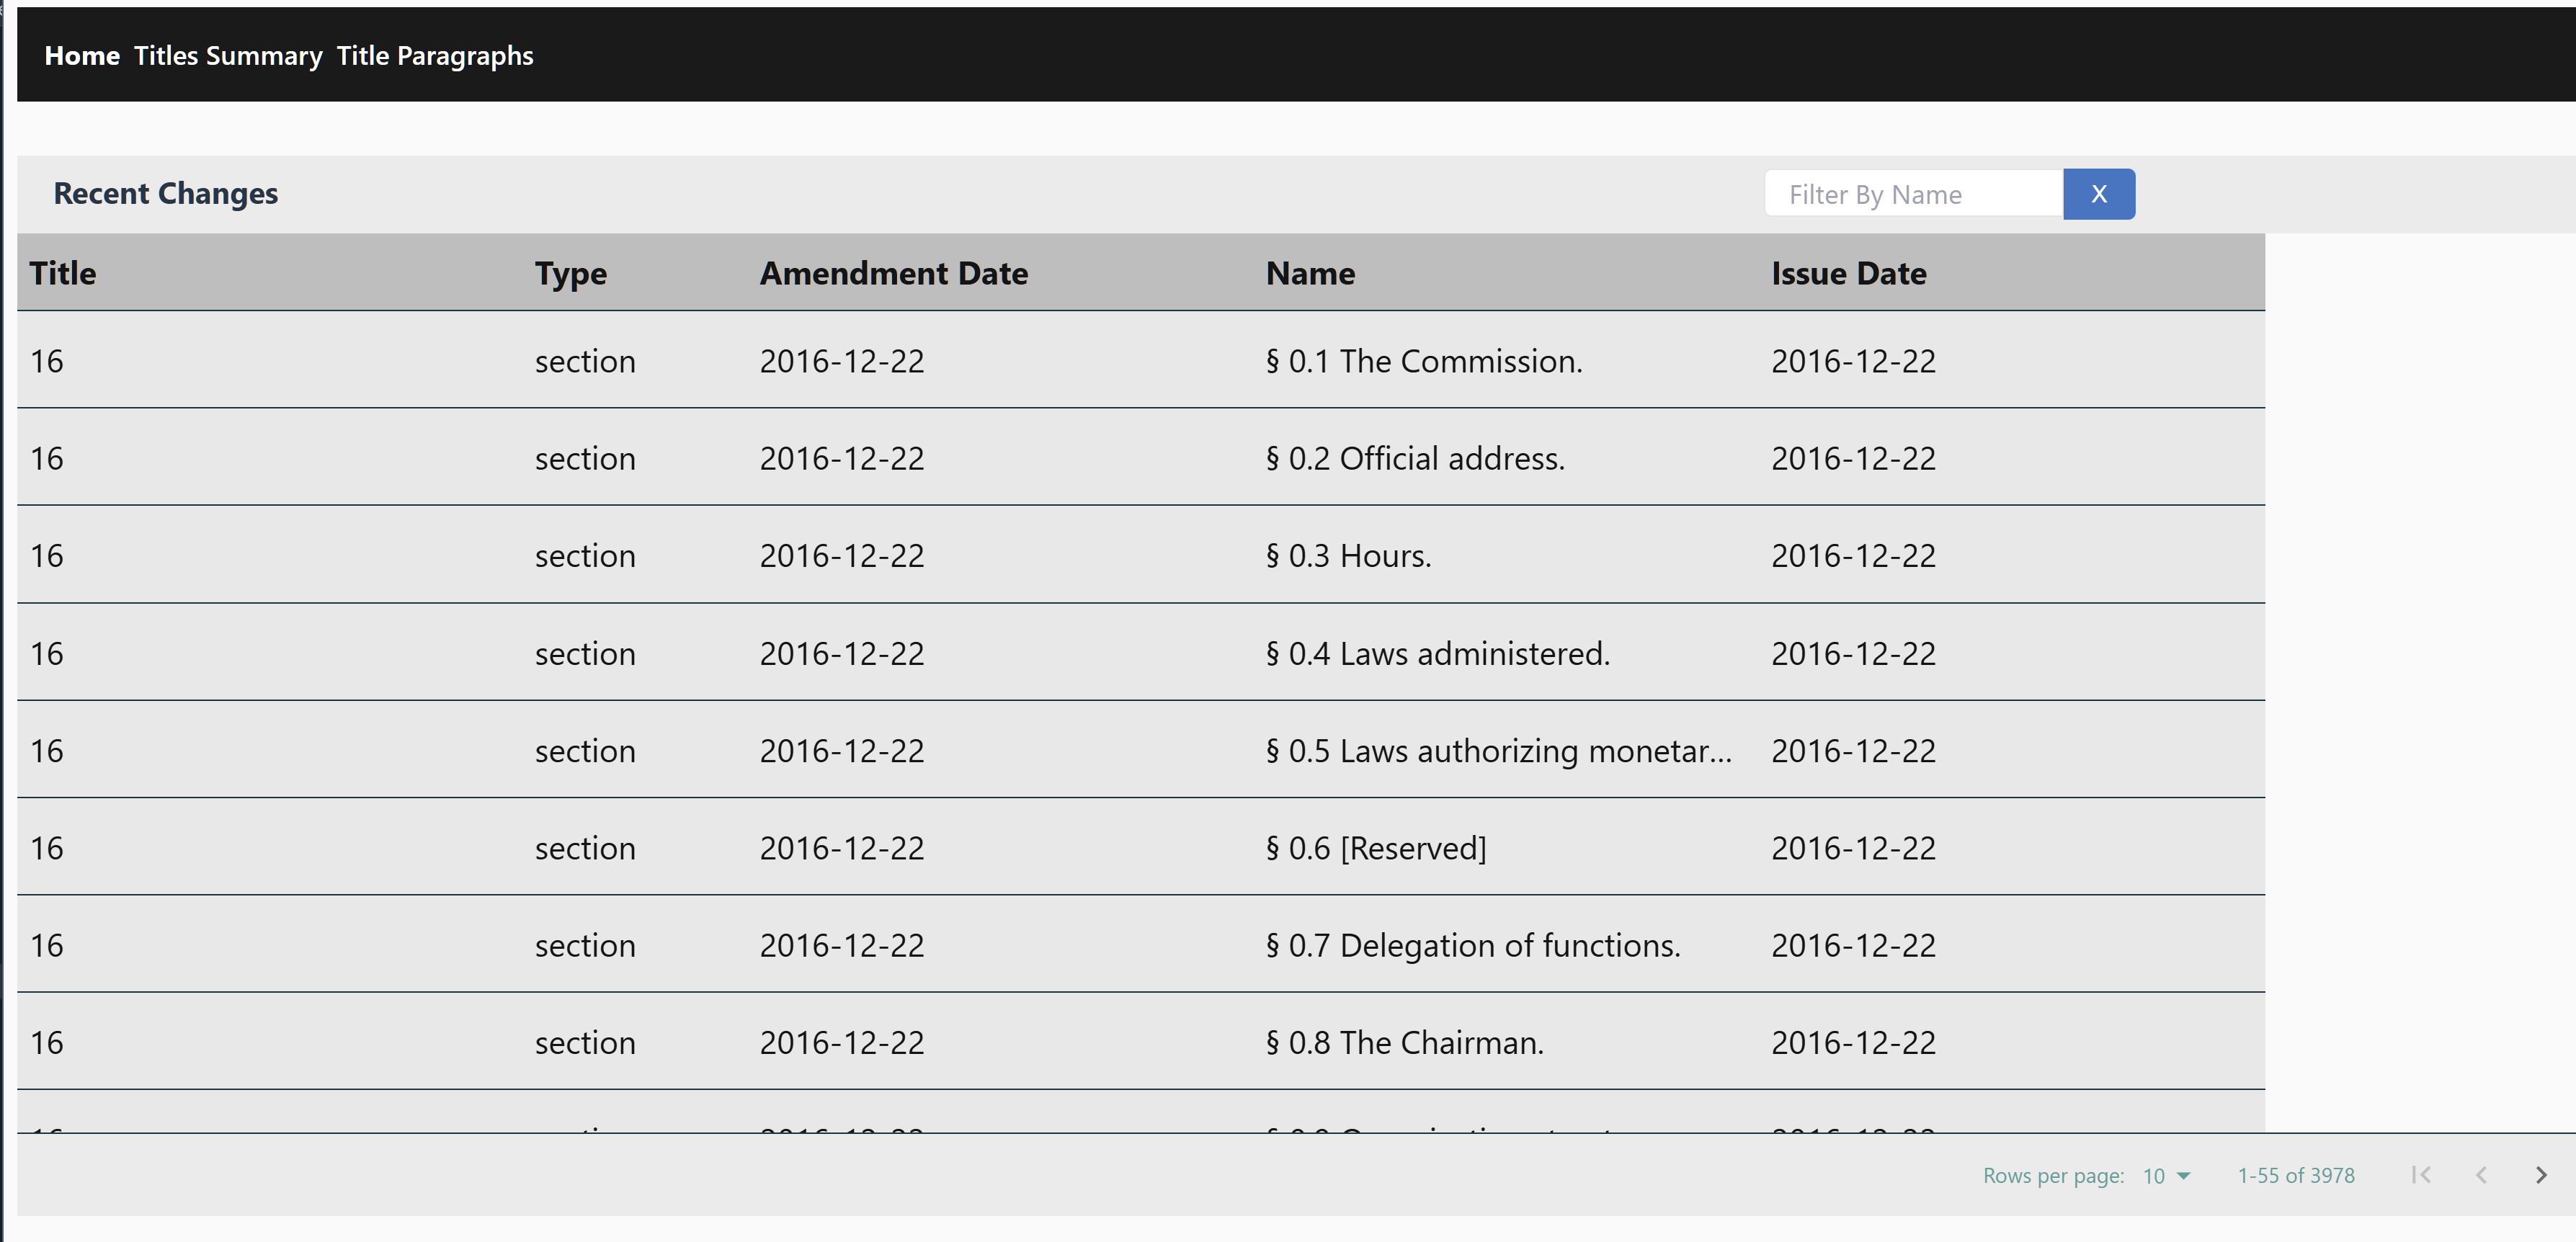 Home Titles Summary Title Paragraphs
Recent Changes Filter By Name X
Title Type Amendment Date Name Issue Date
16 section 2016-12-22 § 0.1 The Commission. 2016-12-22
16 section 2016-12-22 § 0.2 Official address. 2016-12-22
16 section 2016-12-22 § 0.3 Hours. 2016-12-22
16 section 2016-12-22 § 0.4 Laws administered. 2016-12-22
16 section 2016-12-22 § 0.5 Laws authorizing monetar... 2016-12-22
16 section 2016-12-22 § 0.6 [Reserved] 2016-12-22
16 section 2016-12-22 § 0.7 Delegation of functions. 2016-12-22
16 section 2016-12-22 § 0.8 The Chairman. 2016-12-22
Rows per page: 10 1-55 of 3978